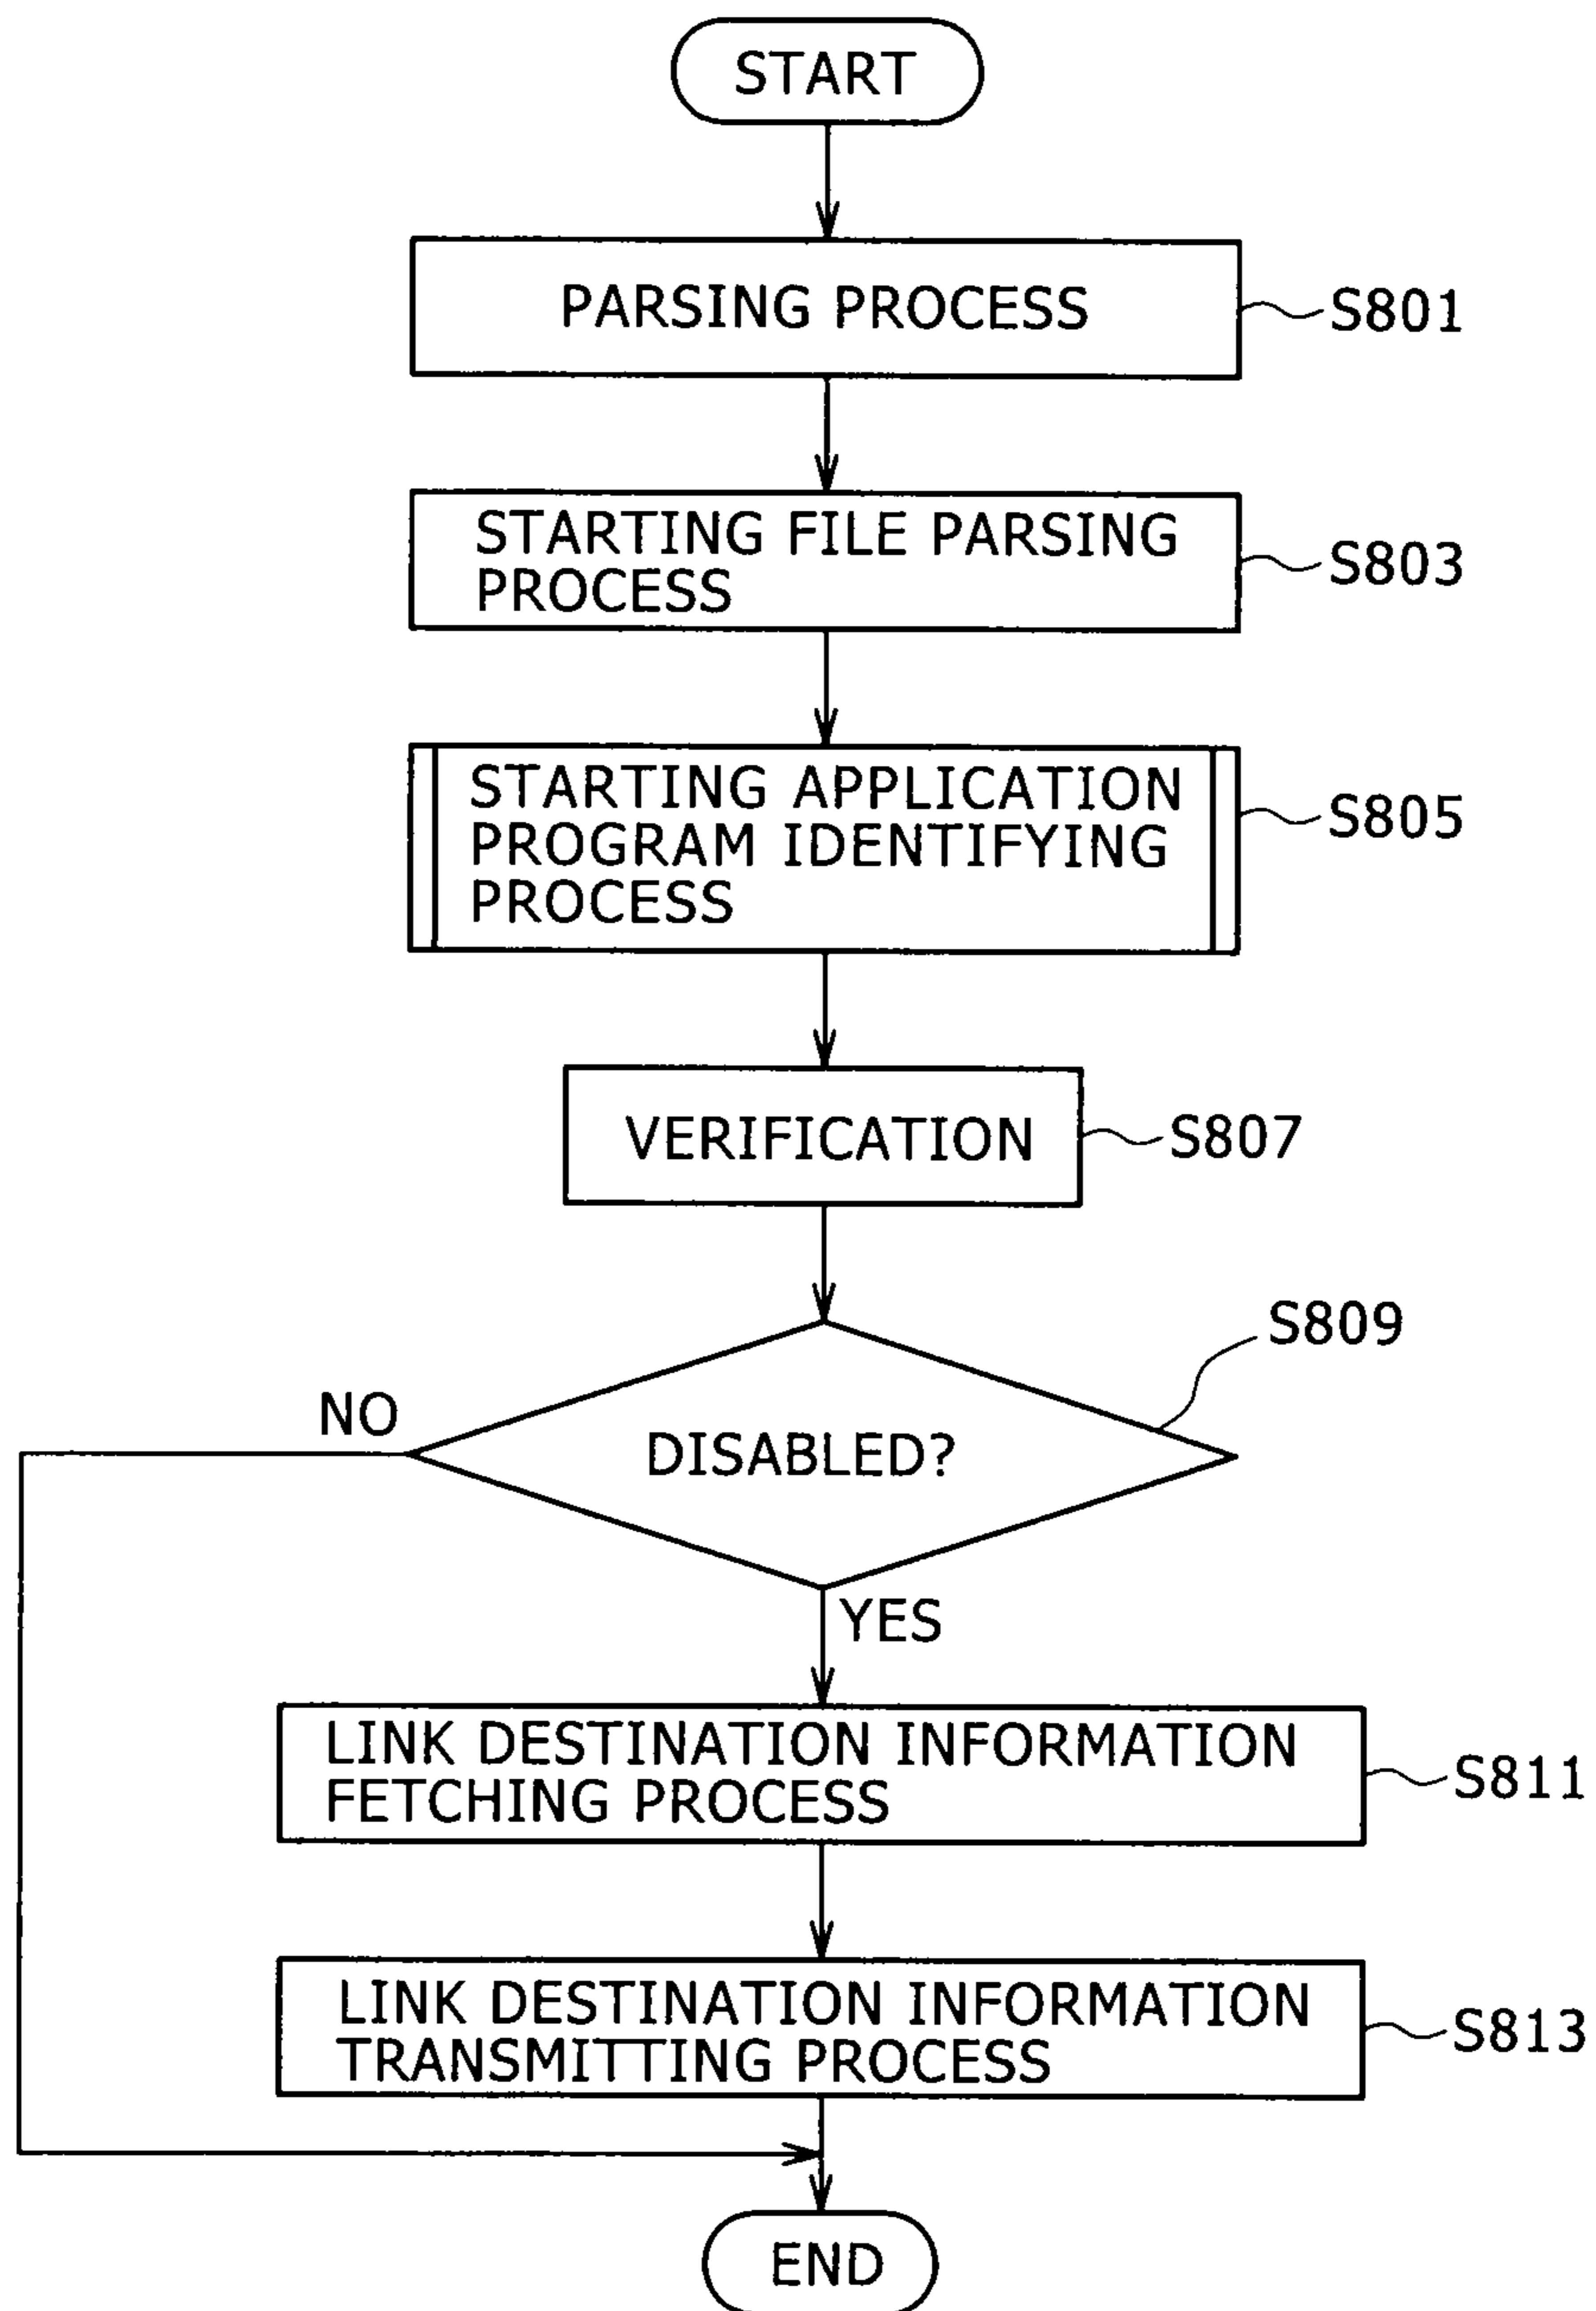 START
PARSING PROCESS
S801
STARTING FILE PARSING
PROCESS
S803
STARTING APPLICATION
PROGRAM IDENTIFYING
PROCESS
S805
VERIFICATION
S807
S809
NO
DISABLED?
YES
LINK DESTINATION INFORMATION
FETCHING PROCESS
S811
LINK DESTINATION INFORMATION
TRANSMITTING PROCESS
S813
END